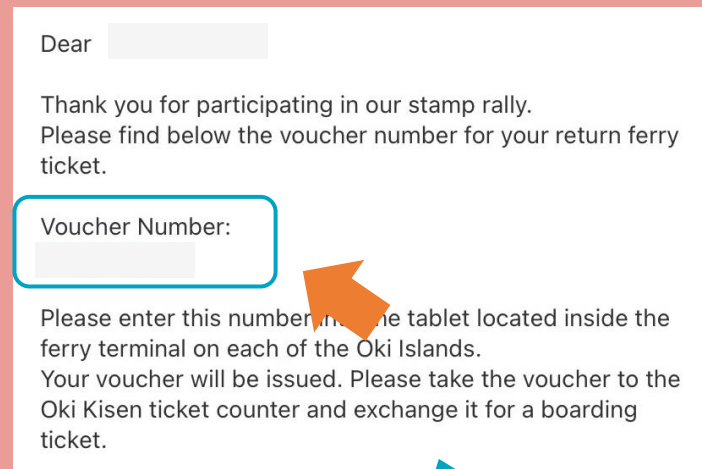 Dear
Thank you for participating in our stamp rally.
Please find below the voucher number for your return ferry
ticket.
Voucher Number:
Please enter this number the tablet located inside the
ferry terminal on each of the Oki Islands.
Your voucher will be issued. Please take the voucher to the
Oki Kisen ticket counter and exchange it for a boarding
ticket.